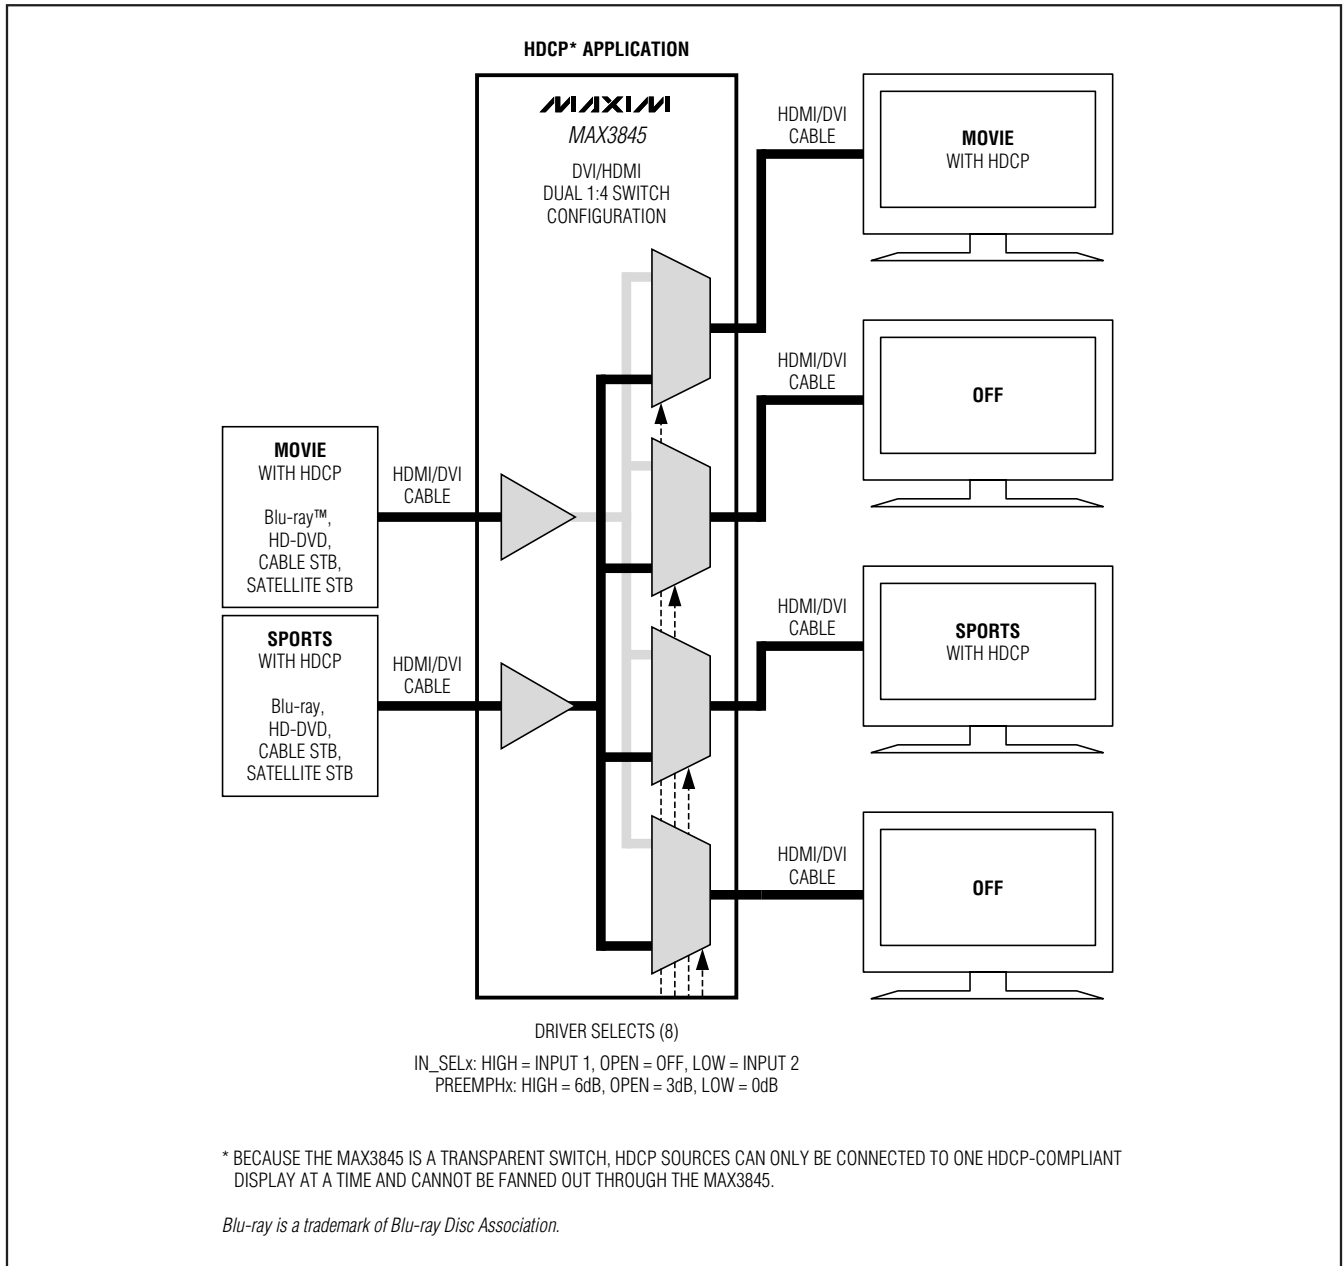 HDCP* APPLICATION
MAXIM
MAX3845
DVI/HDMI
DUAL 1:4 SWITCH
CONFIGURATION
HDMI/DVI
CABLE
MOVIE
WITH HDCP
HDMI/DVI
CABLE
OFF
MOVIE
WITH HDCP
Blu-ray™,
HD-DVD,
CABLE STB,
SATELLITE STB
HDMI/DVI
CABLE
SPORTS
WITH HDCP
Blu-ray,
HD-DVD,
CABLE STB,
SATELLITE STB
HDMI/DVI
CABLE
HDMI/DVI
CABLE
SPORTS
WITH HDCP
HDMI/DVI
CABLE
OFF
DRIVER SELECTS (8)
IN_SELx: HIGH = INPUT 1, OPEN = OFF, LOW = INPUT 2
PREEMPHx: HIGH = 6dB, OPEN = 3dB, LOW = 0dB
* BECAUSE THE MAX3845 IS A TRANSPARENT SWITCH, HDCP SOURCES CAN ONLY BE CONNECTED TO ONE HDCP-COMPLIANT
DISPLAY AT A TIME AND CANNOT BE FANNED OUT THROUGH THE MAX3845.
Blu-ray is a trademark of Blu-ray Disc Association.